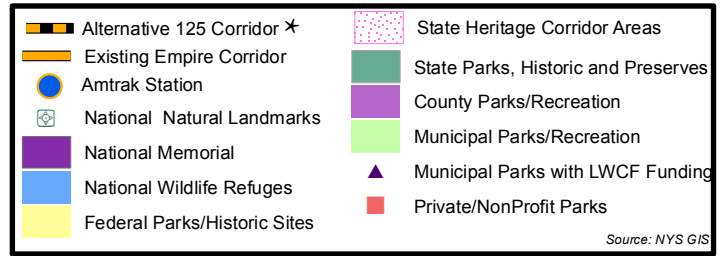 Alternative 125 Corridor *
Existing Empire Corridor
Amtrak Station
National Natural Landmarks
National Memorial
National Wildlife Refuges
Federal Parks/Historic Sites
State Heritage Corridor Areas
State Parks, Historic and Preserves
County Parks/Recreation
Municipal Parks/Recreation
Municipal Parks with LWCF Funding
Private/NonProfit Parks
Source: NYS GIS